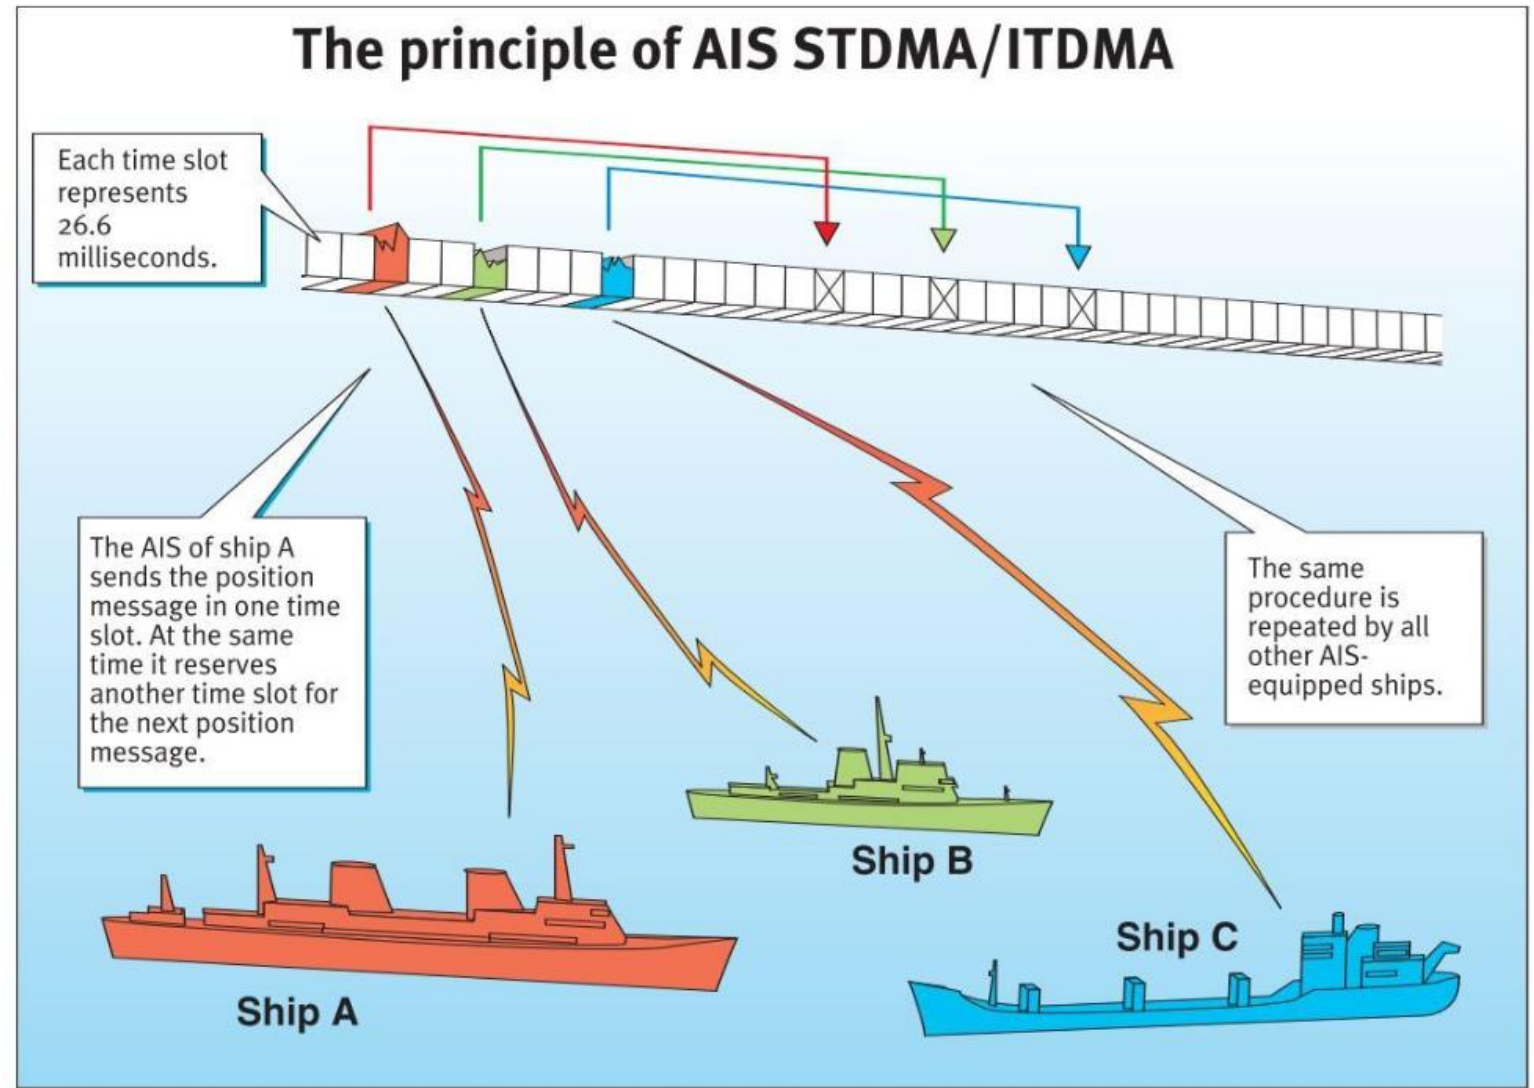 The principle of AIS STDMA/ITDMA
Each time slot
represents
26.6
milliseconds.
The AIS of ship A
sends the position
message in one time
slot. At the same
time it reserves
another time slot for
the next position
message.
The same
procedure is
repeated by all
other AIS-
equipped ships.
Ship B
Ship C
Ship A